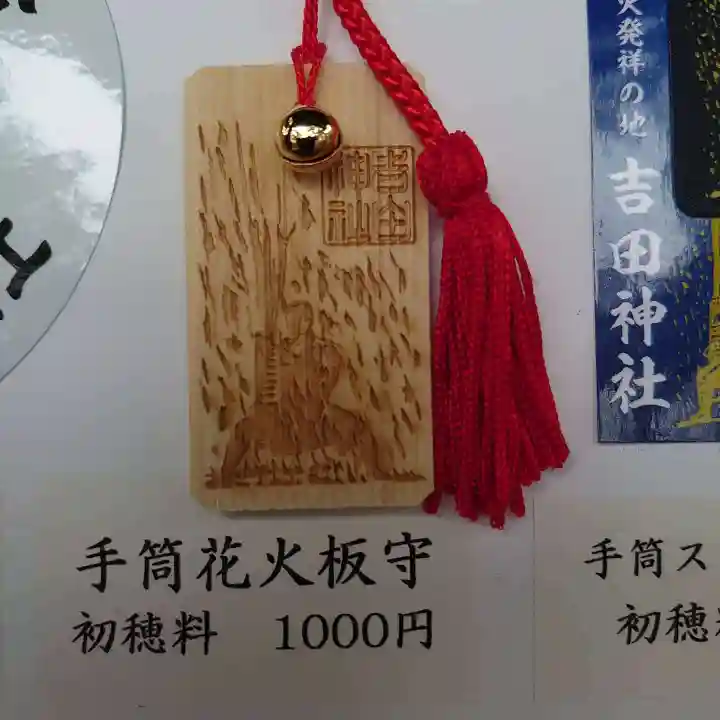 吉田
神社
手筒花火板守
初穂料 1000円
火発祥の地
吉田神社
手筒ス
初穂料